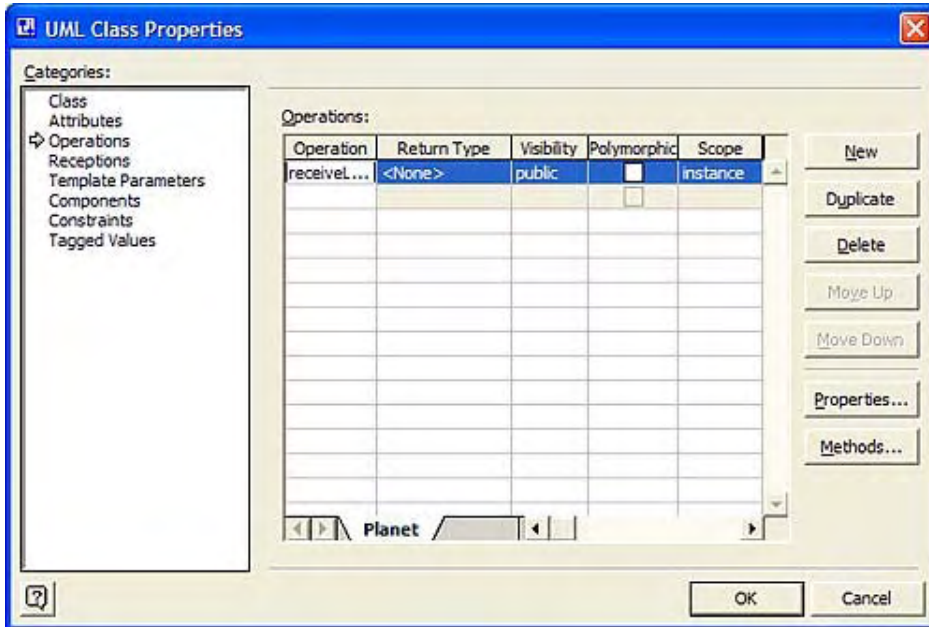 UML Class Properties
Categories:
Class
Attributes
Operations
Receptions
Template Parameters
Components
Constraints
Tagged Values
Operations:
Operation Return Type Visibility Polymorphic Scope
receiveL... <None> public instance
Planet
New
Duplicate
Delete
Move Up
Move Down
Properties...
Methods...
OK Cancel